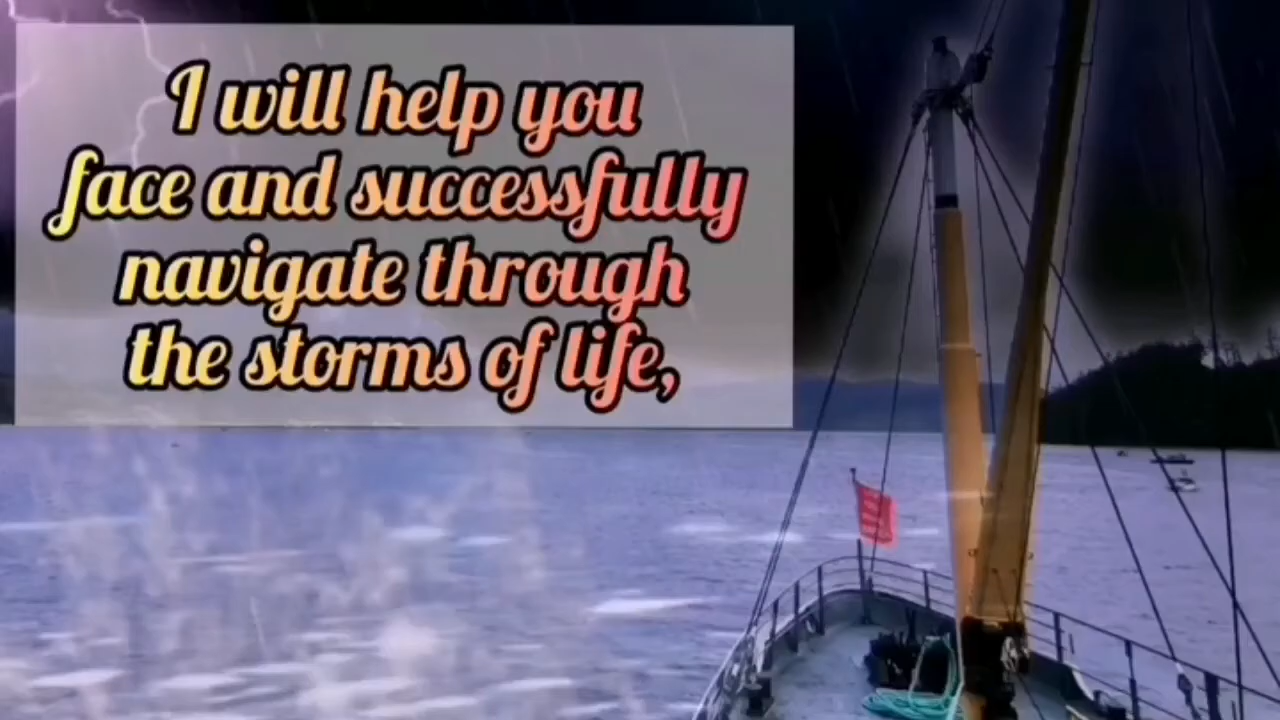 I will help you
face and successfully
navigate through
the storms of life,